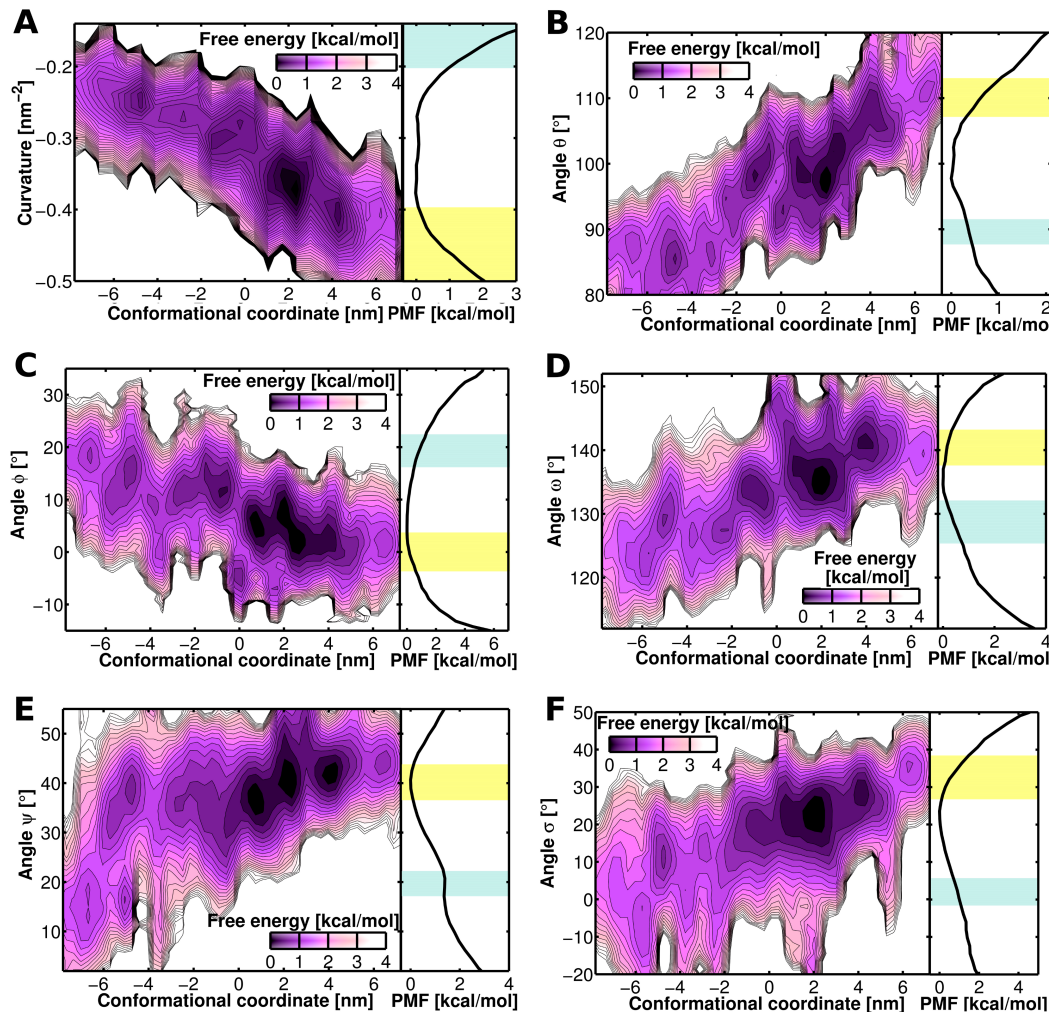 A
Free energy [kcal/mol]
0 1 2 3 4
Curvature [nm-2]
−0.2
−0.3
−0.4
−0.5
−6 −4 −2 0 2 4 6 0 1 2 3
Conformational coordinate [nm] PMF [kcal/mol]
B
Free energy [kcal/mol]
0 1 2 3 4
Angle θ [°]
120
110
100
90
80
−6 −4 −2 0 2 4 6 0 1 2
Conformational coordinate [nm] PMF [kcal/mol
C
Free energy [kcal/mol]
0 1 2 3 4
Angle ϕ [°]
30
20
10
0
−10
−6 −4 −2 0 2 4 6 0 2 4 6
Conformational coordinate [nm] PMF [kcal/mol]
D
Free energy
[kcal/mol]
0 1 2 3 4
Angle ω [°]
150
140
130
120
−6 −4 −2 0 2 4 6 0 2 4
Conformational coordinate [nm] PMF [kcal/mol
E
Free energy [kcal/mol]
0 1 2 3 4
Angle ψ [°]
50
40
30
20
10
−6 −4 −2 0 2 4 6 0 2 4
Conformational coordinate [nm] PMF [kcal/mol]
F
Free energy [kcal/mol]
0 1 2 3 4
Angle σ [°]
50
40
30
20
10
0
−10
−20
−6 −4 −2 0 2 4 6 0 2 4
Conformational coordinate [nm] PMF [kcal/mol]